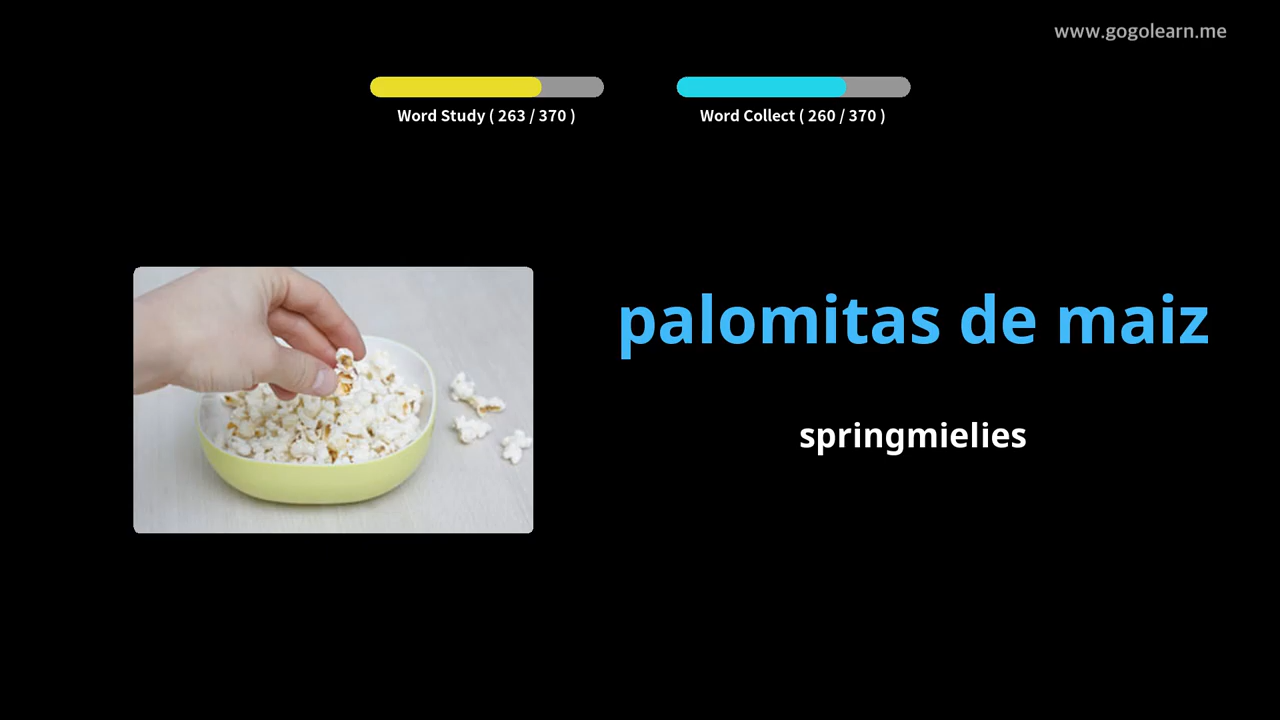 www.gogolearn.me
Word Study ( 263 / 370 )
Word Collect ( 260 / 370 )
palomitas de maiz
springmielies